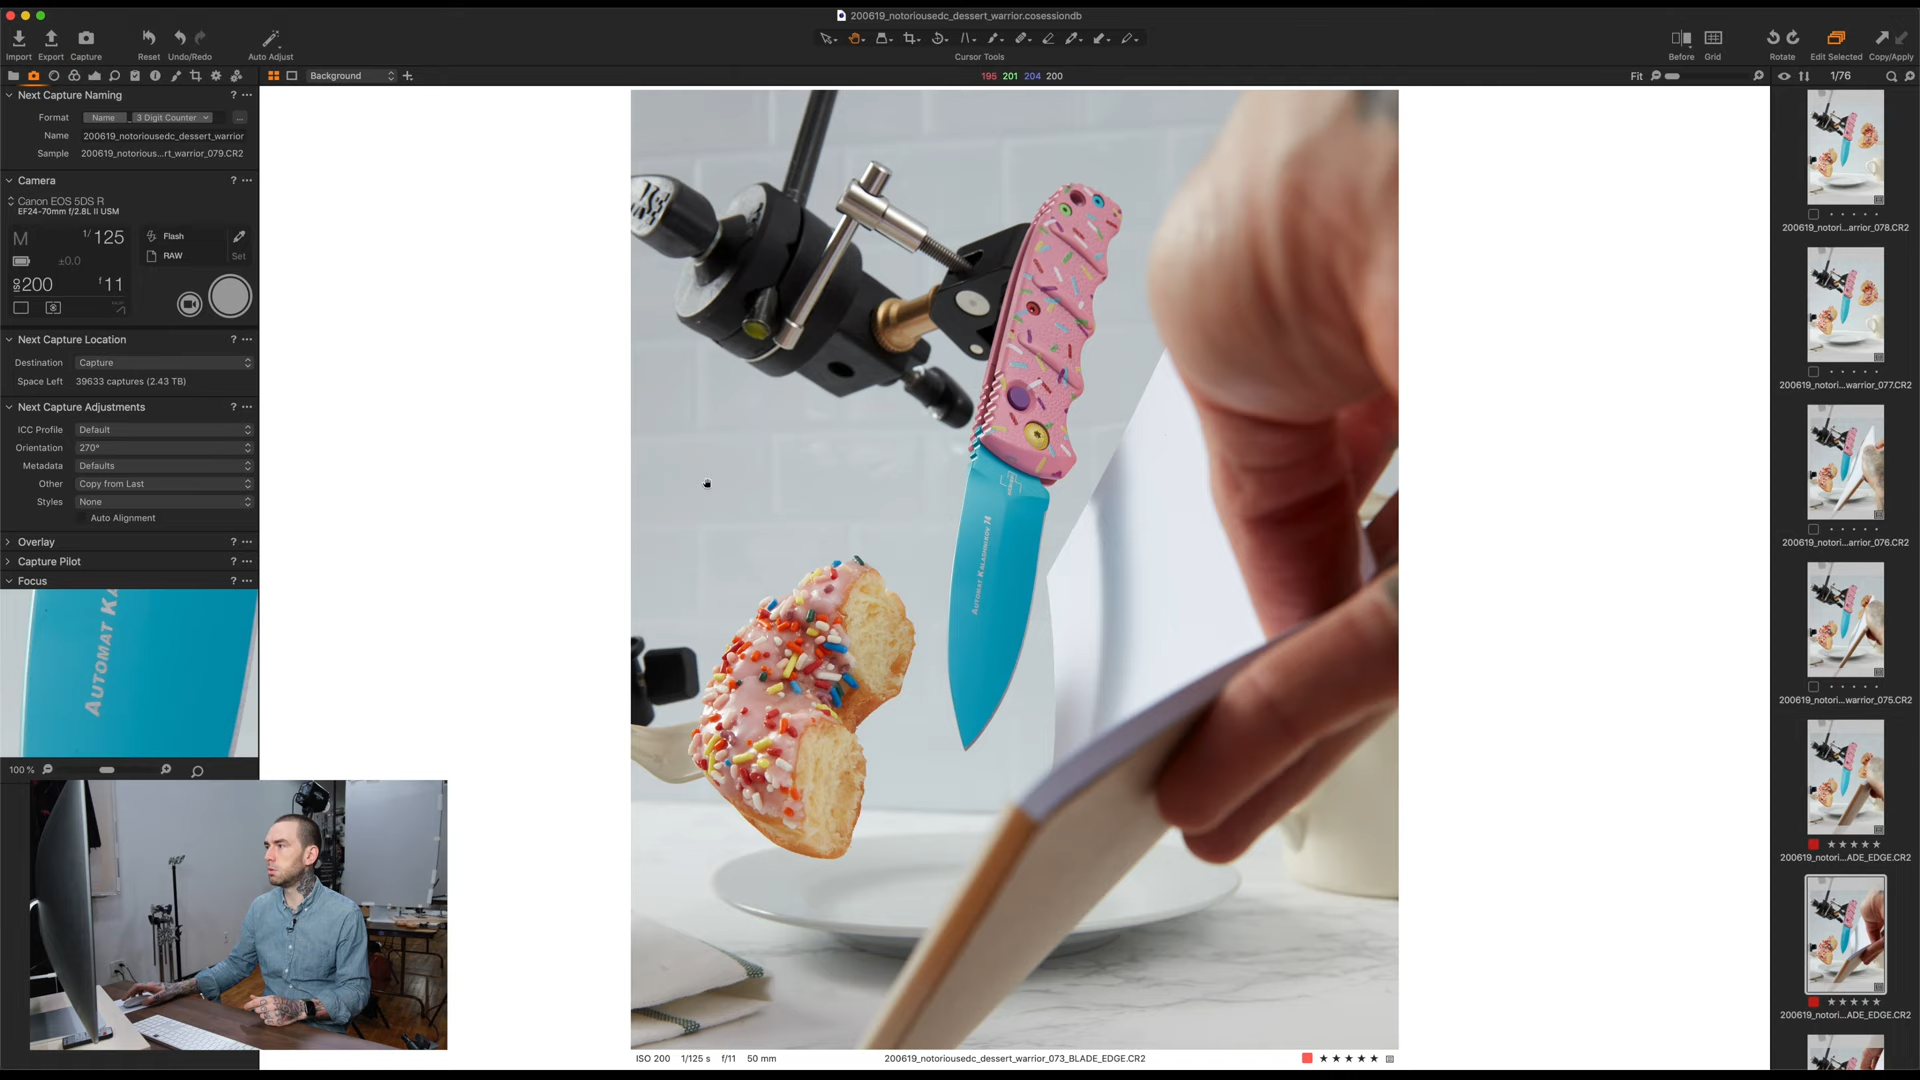 200619_notoriousedc_dessert_warrior.cosessiondb
Import
Export
Capture
Reset
Undo/Redo
Auto Adjust
Cursor Tools
Before
Grid
Rotate
Edit Selected
Copy/Apply
Background
195 201 204 200
Fit
1/76
Next Capture Naming
?
Format
Name
3 Digit Counter
Name
200619_notoriousedc_dessert_warrior
Sample
200619_notorious...rt_warrior_079.CR2
Camera
?
Canon EOS 5DS R
EF24-70mm f/2.8L II USM
M
1/125
Flash
±0.0
RAW
Set
ISO 200
f11
Next Capture Location
?
Destination
Capture
Space Left
39633 captures (2.43 TB)
Next Capture Adjustments
?
ICC Profile
Default
Orientation
270°
Metadata
Defaults
Other
Copy from Last
Styles
None
Auto Alignment
Overlay
?
Capture Pilot
?
Focus
?
AUTOMAT KA
100 %
AUTOMAT KALASHNIKOV 74
ISO 200
1/125 s
f/11
50 mm
200619_notoriousedc_dessert_warrior_073_BLADE_EDGE.CR2
200619_notori...arrior_078.CR2
200619_notori...warrior_077.CR2
200619_notori...arrior_076.CR2
200619_notori...warrior_075.CR2
200619_notori...ADE_EDGE.CR2
200619_notori...ADE_EDGE.CR2